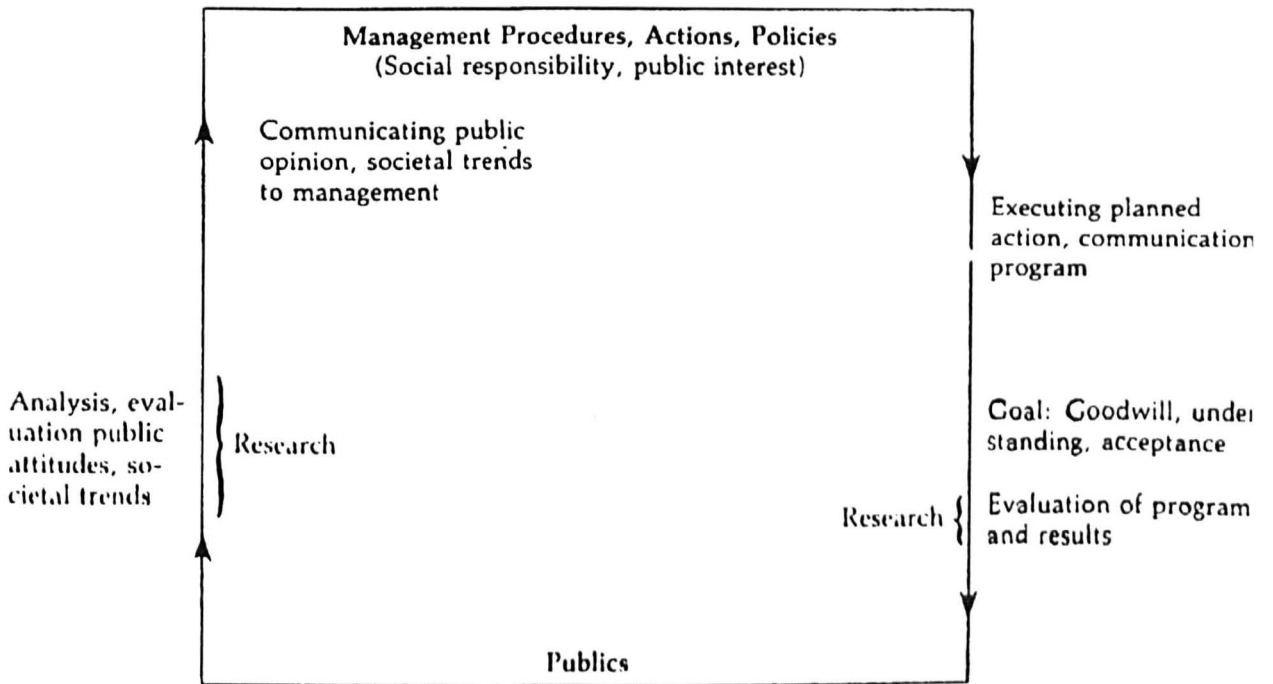 Management Procedures, Actions, Policies
(Social responsibility, public interest)
Communicating public
opinion, societal trends
to management
Executing planned
action, communication
program
Analysis, eval-
uation public
attitudes, so-
cietal trends
Research
Goal: Goodwill, under
standing, acceptance
Research
Evaluation of program
and results
Publics